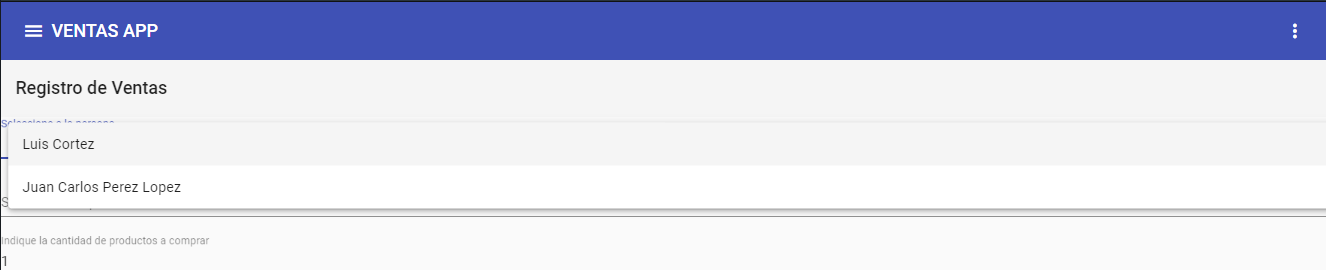 VENTAS APP
Registro de Ventas
Luis Cortez
Juan Carlos Perez Lopez
Indique la cantidad de productos a comprar
1